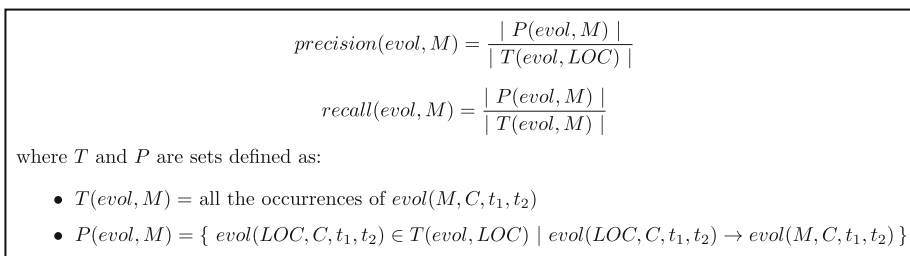 precision(evol, M) = | P(evol, M) | / | T(evol, LOC) |
recall(evol, M) = | P(evol, M) | / | T(evol, M) |
where T and P are sets defined as:
• T(evol, M) = all the occurrences of evol(M, C, t₁, t₂)
• P(evol, M) = { evol(LOC, C, t₁, t₂) ∈ T(evol, LOC) | evol(LOC, C, t₁, t₂) → evol(M, C, t₁, t₂) }